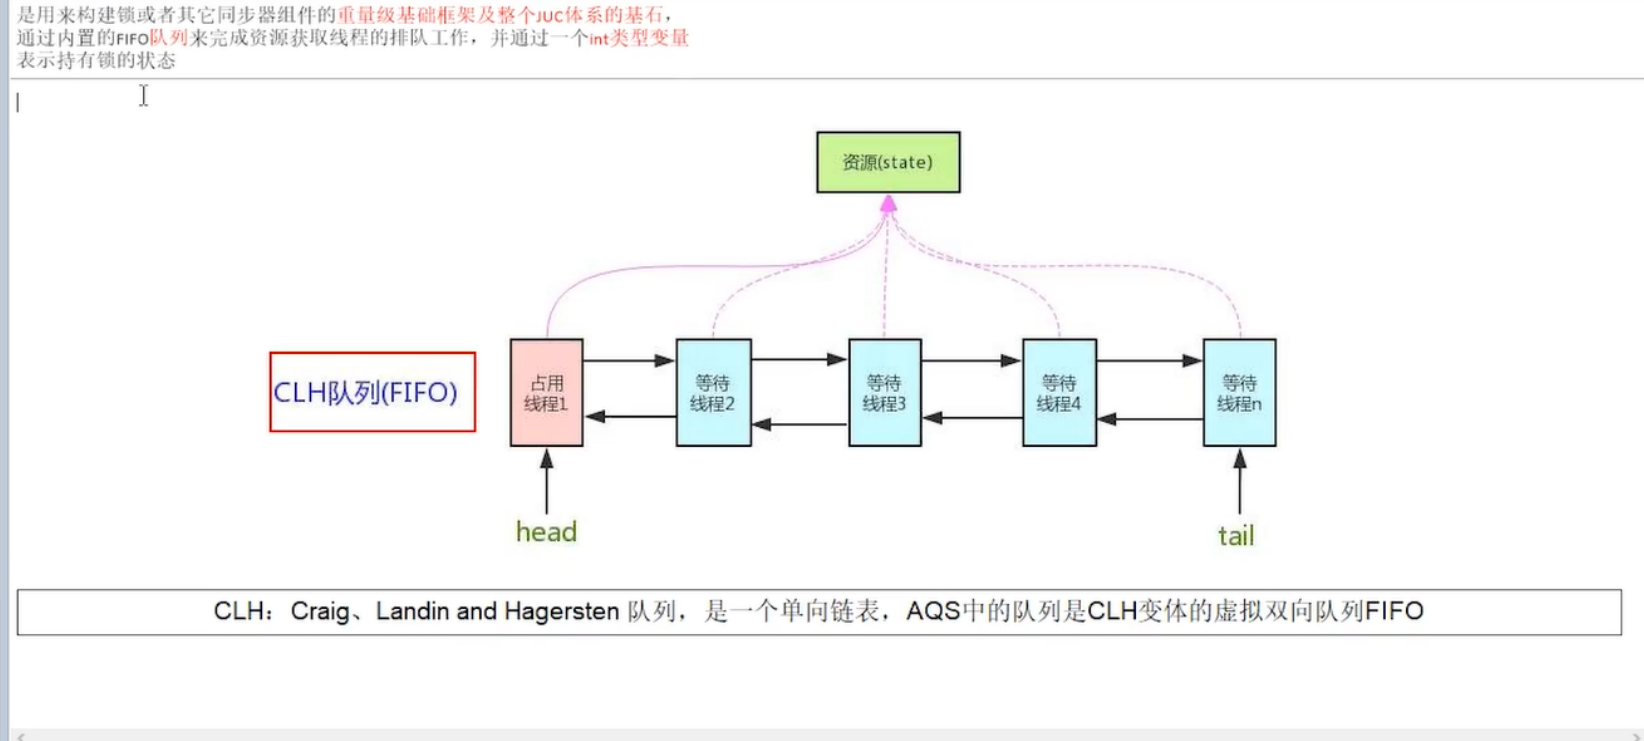 是用来构建锁或者其它同步器组件的重量级基础框架及整个JUC体系的基石，
通过内置的FIFO队列来完成资源获取线程的排队工作，并通过一个int类型变量
表示持有锁的状态
资源(state)
CLH队列(FIFO)
占用
线程1
等待
线程2
等待
线程3
等待
线程4
等待
线程n
head
tail
CLH：Craig、Landin and Hagersten 队列，是一个单向链表，AQS中的队列是CLH变体的虚拟双向队列FIFO